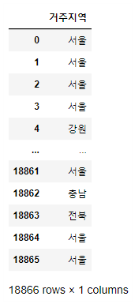 거주지역
0 서울
1 서울
2 서울
3 서울
4 강원
... ...
18861 서울
18862 충남
18863 전북
18864 서울
18865 서울
18866 rows × 1 columns